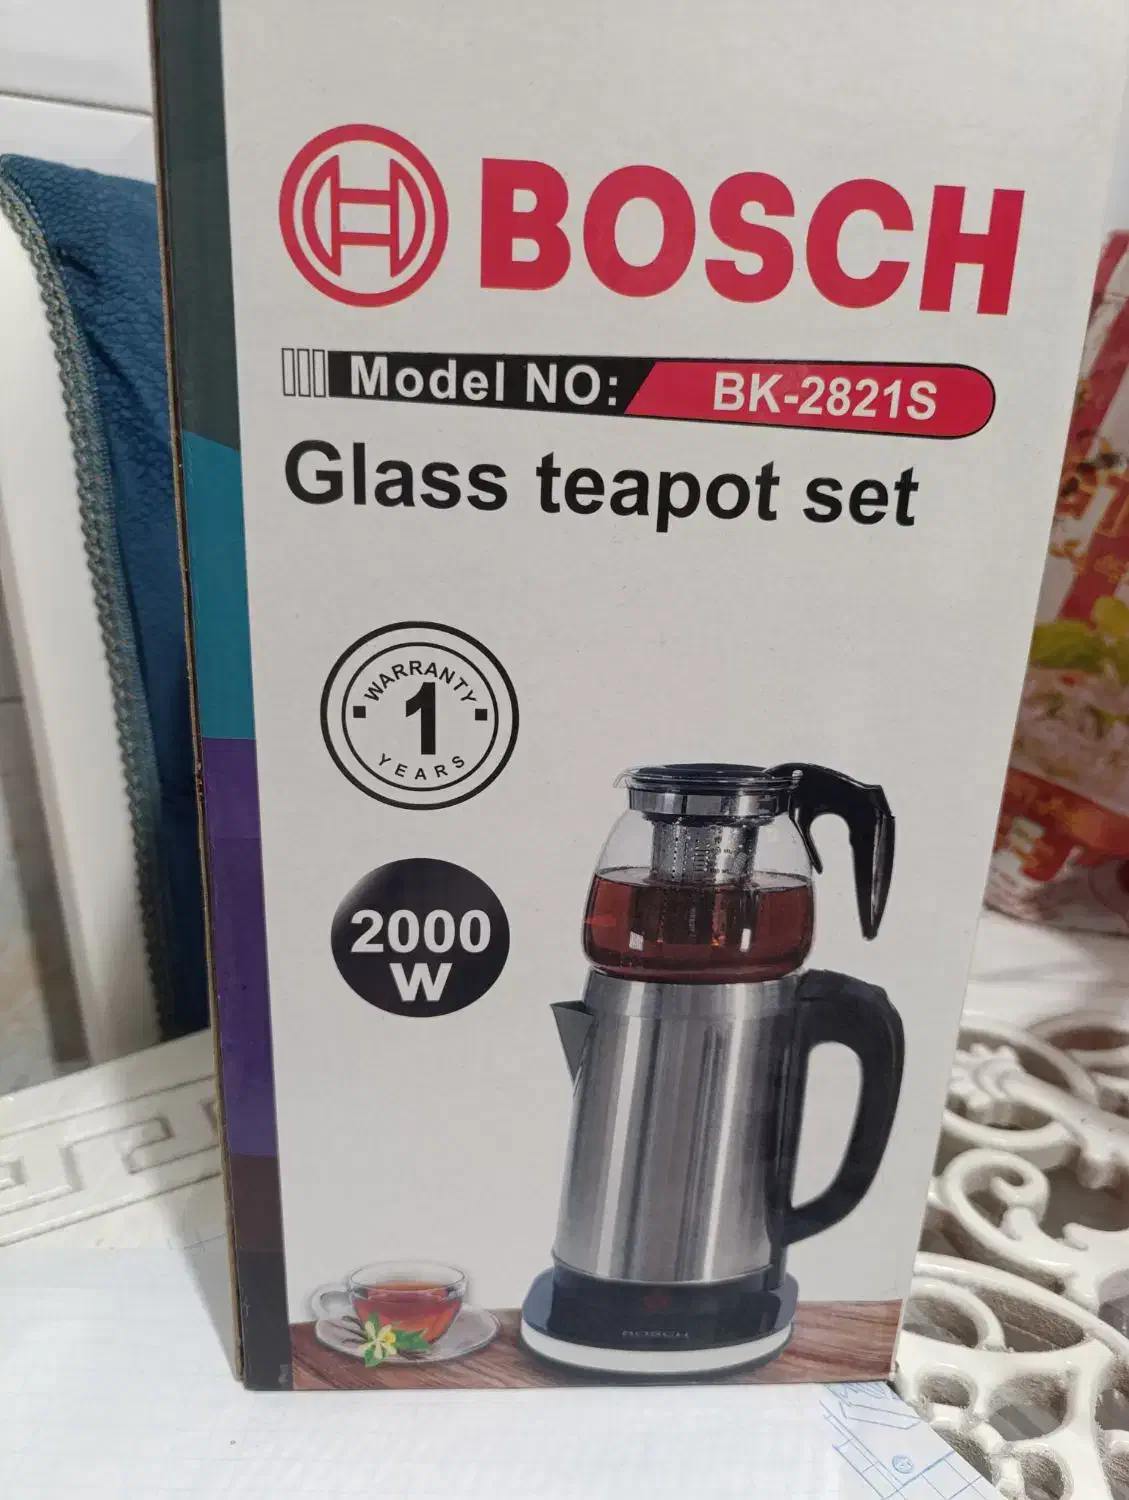 BOSCH
Model NO: BK-2821S
Glass teapot set
WARRANTY
1
YEARS
2000
W
BOSCH